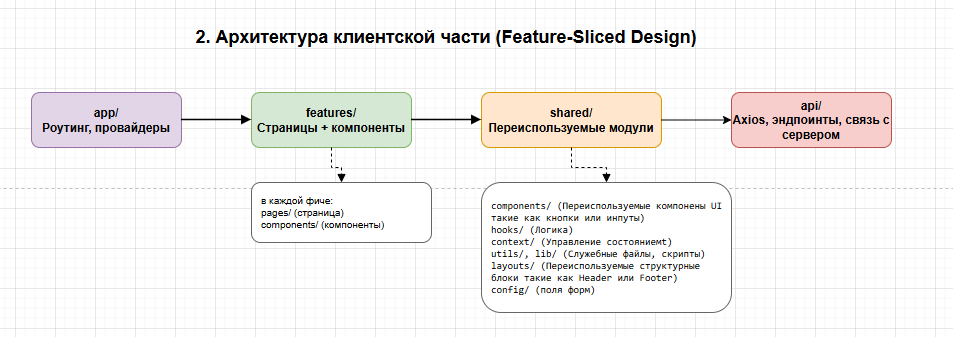 2. Архитектура клиентской части (Feature-Sliced Design)
app/
Роутинг, провайдеры
features/
Страницы + компоненты
shared/
Переиспользуемые модули
api/
Axios, эндпоинты, связь с
сервером
в каждой фиче:
pages/ (страница)
components/ (компоненты)
components/ (Переиспользуемые компонены UI
такие как кнопки или инпуты)
hooks/ (Логика)
context/ (Управление состояниемt)
utils/, lib/ (Служебные файлы, скрипты)
layouts/ (Переиспользуемые структурные
блоки такие как Header или Footer)
config/ (поля форм)